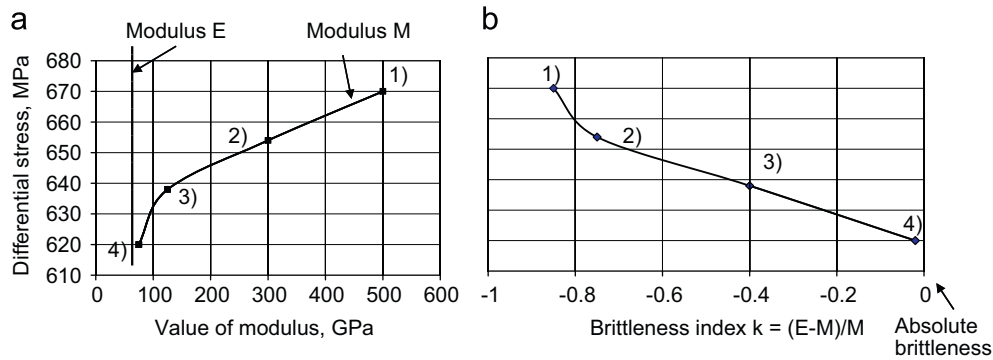 a
Modulus E
Modulus M
b
680
670
660
650
640
630
620
610
Differential stress, MPa
1)
2)
3)
4)
0 100 200 300 400 500 600
Value of modulus, GPa
1)
2)
3)
4)
-1 -0.8 -0.6 -0.4 -0.2 0
Brittleness index k = (E-M)/M
Absolute
brittleness